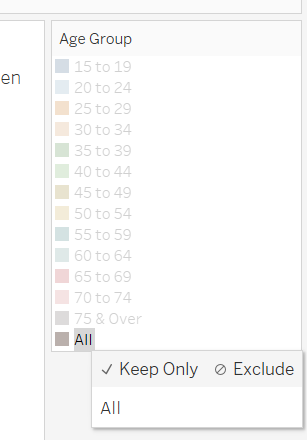 Age Group
en
15 to 19
20 to 24
25 to 29
30 to 34
35 to 39
40 to 44
45 to 49
50 to 54
55 to 59
60 to 64
65 to 69
70 to 74
75 & Over
All
Keep Only Exclude
All